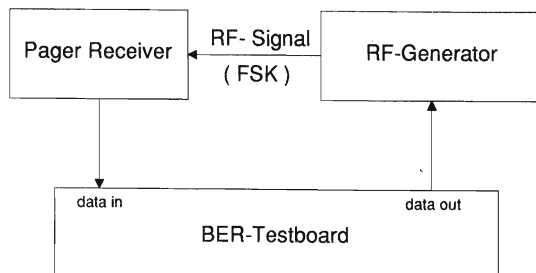 Pager Receiver
RF- Signal
( FSK )
RF-Generator
data in
data out
BER-Testboard